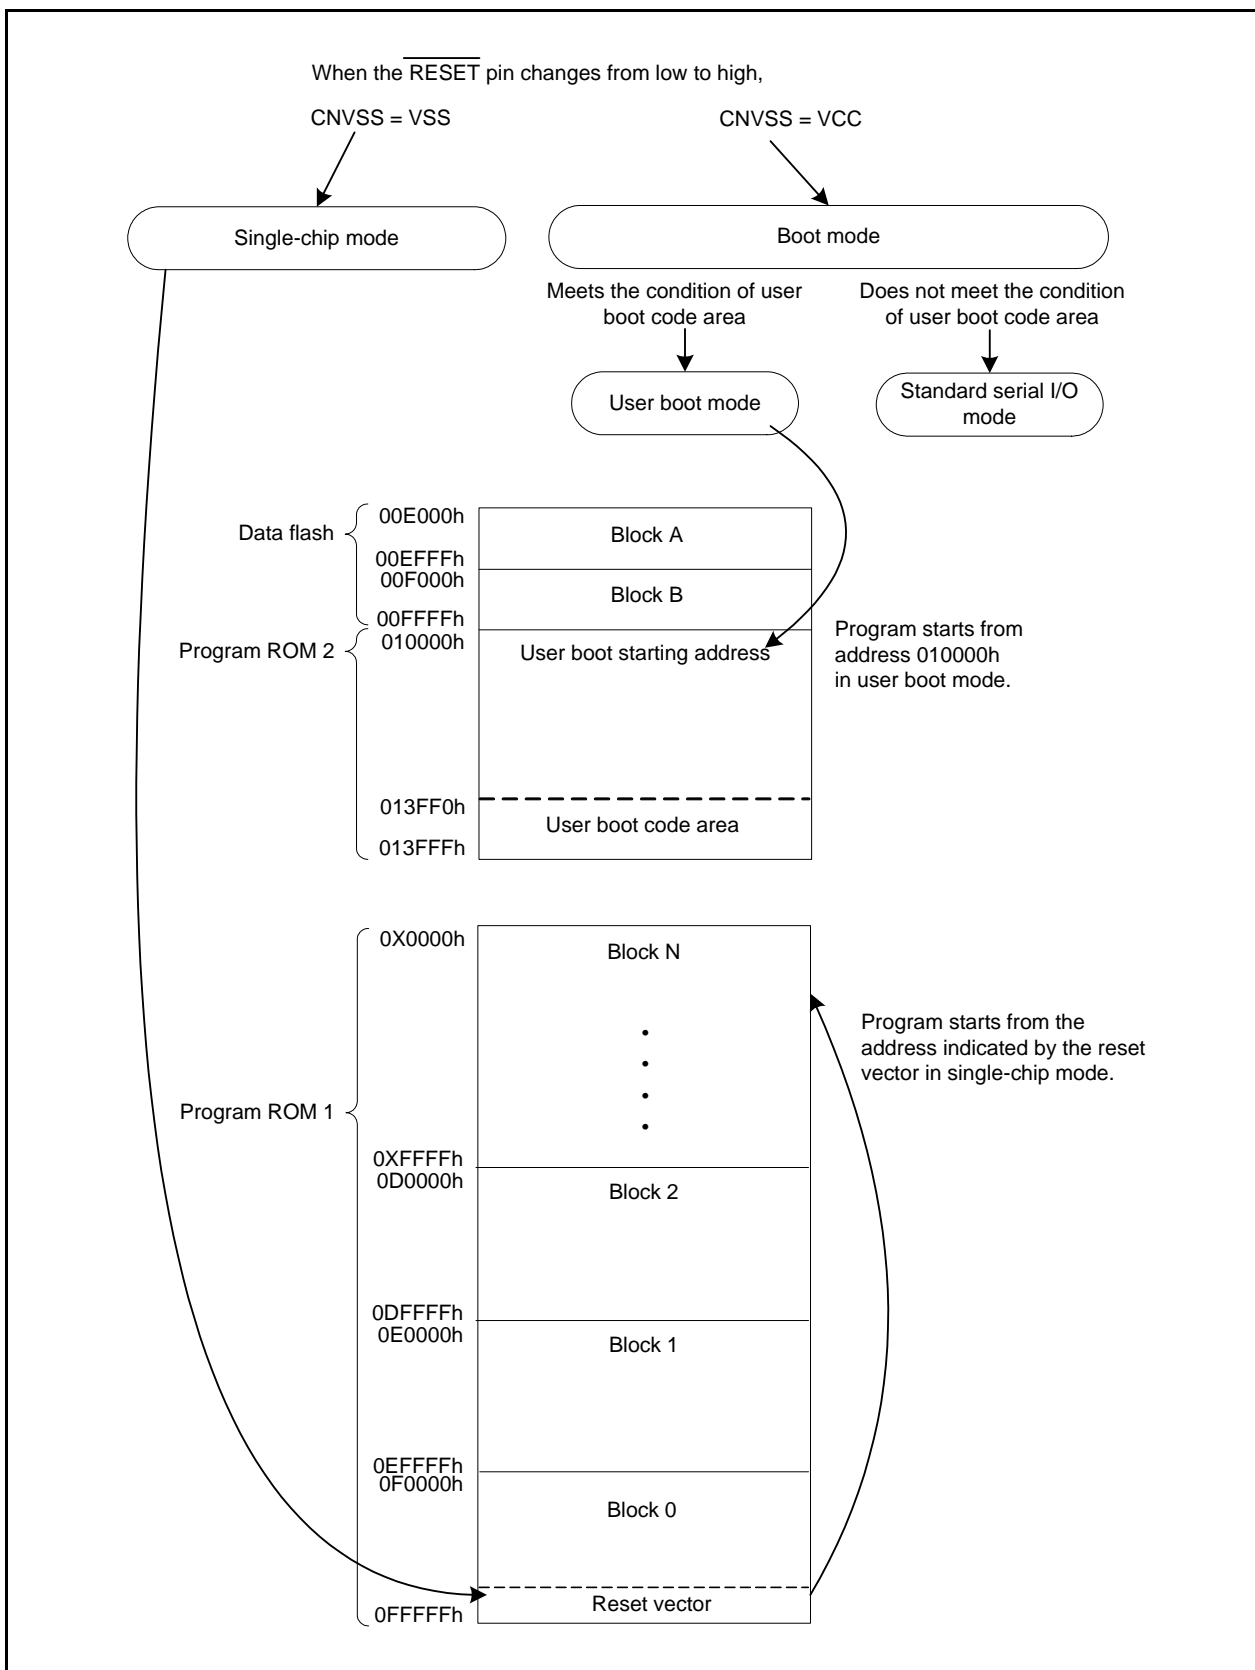 When the RESET pin changes from low to high,
CNVSS = VSS
CNVSS = VCC
Single-chip mode
Boot mode
Meets the condition of user
boot code area
Does not meet the condition
of user boot code area
User boot mode
Standard serial I/O
mode
Data flash
00E000h
Block A
00EFFFh
00F000h
Block B
00FFFFh
Program ROM 2
010000h
User boot starting address
Program starts from
address 010000h
in user boot mode.
013FF0h
User boot code area
013FFFh
0X0000h
Block N
Program starts from the
address indicated by the reset
vector in single-chip mode.
Program ROM 1
0XFFFFh
0D0000h
Block 2
0DFFFFh
0E0000h
Block 1
0EFFFFh
0F0000h
Block 0
Reset vector
0FFFFFh